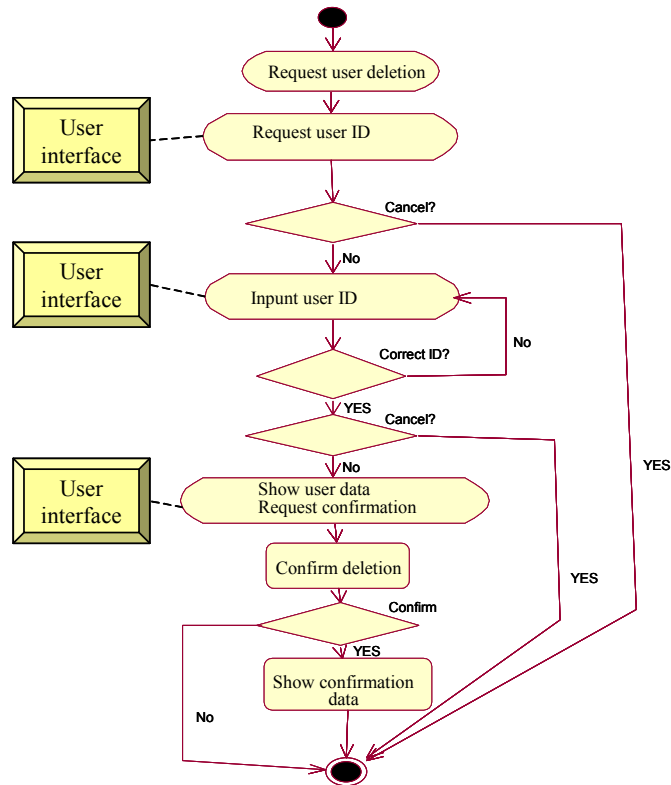 Request user deletion
User
interface
Request user ID
Cancel?
No
User
interface
Inpunt user ID
Correct ID?
No
YES
Cancel?
No
YES
User
interface
Show user data
Request confirmation
Confirm deletion
YES
Confirm
YES
Show confirmation
data
No